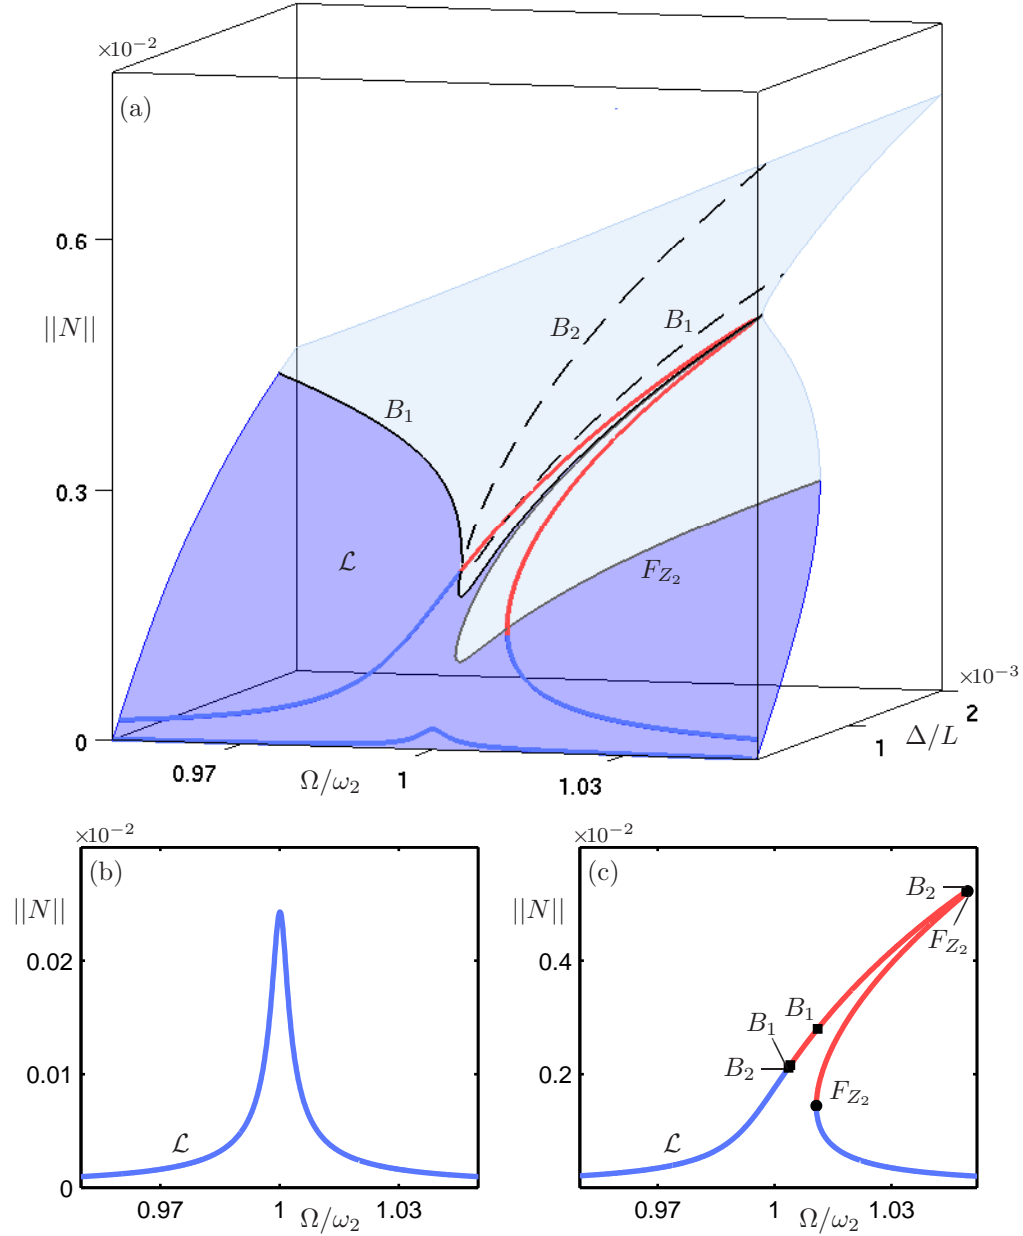 ×10⁻²
(a)
0.6
||N||
B₂
B₁
B₁
0.3
ℒ
F_{Z₂}
0
×10⁻³
2
Δ/L
1
0.97
Ω/ω₂
1
1.03
×10⁻²
(b)
||N||
0.02
0.01
ℒ
0
0.97
1
Ω/ω₂
1.03
×10⁻²
(c)
B₂
||N||
F_{Z₂}
0.4
B₁
B₁
B₂
0.2
F_{Z₂}
ℒ
0.97
1
Ω/ω₂
1.03